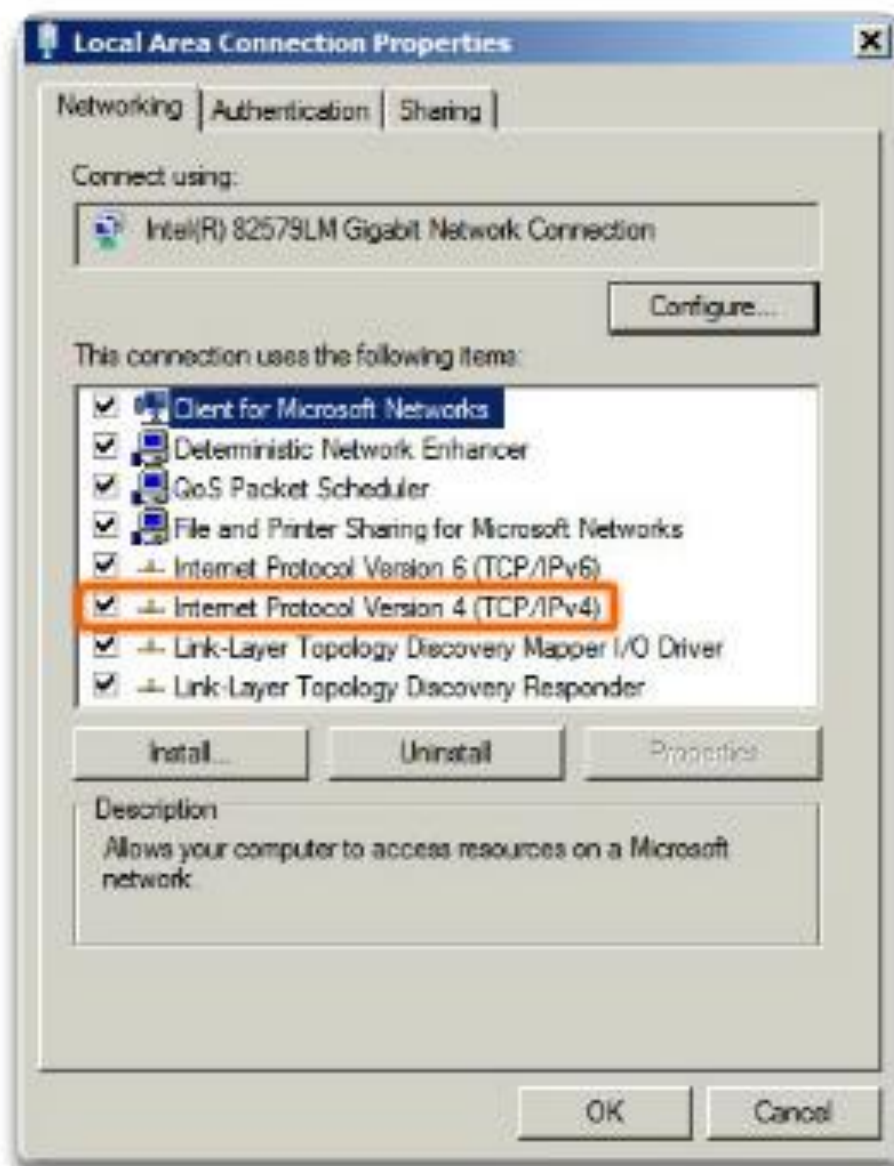 Local Area Connection Properties
Networking
Authentication
Sharing
Connect using:
Intel(R) 82579LM Gigabit Network Connection
Configure...
This connection uses the following items:
Client for Microsoft Networks
Deterministic Network Enhancer
QoS Packet Scheduler
File and Printer Sharing for Microsoft Networks
Internet Protocol Version 6 (TCP/IPv6)
Internet Protocol Version 4 (TCP/IPv4)
Link-Layer Topology Discovery Mapper I/O Driver
Link-Layer Topology Discovery Responder
Install...
Uninstall
Properties
Description
Allows your computer to access resources on a Microsoft
network.
OK
Cancel